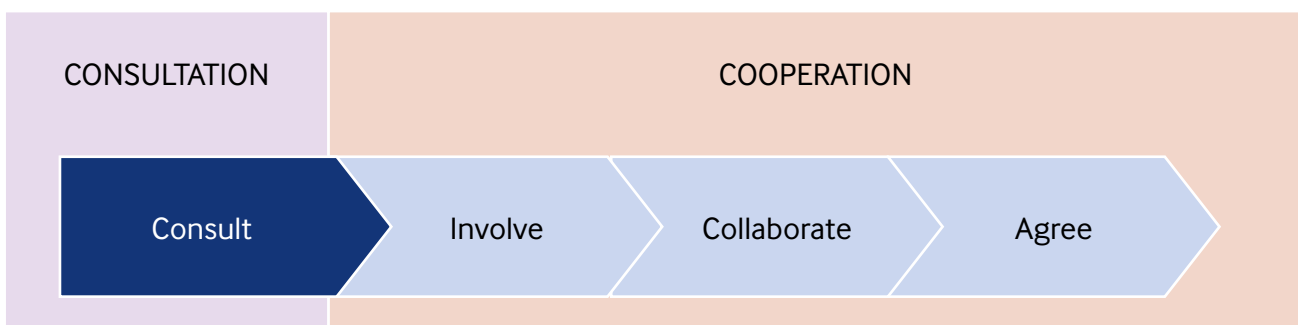 CONSULTATION
COOPERATION
Consult
Involve
Collaborate
Agree